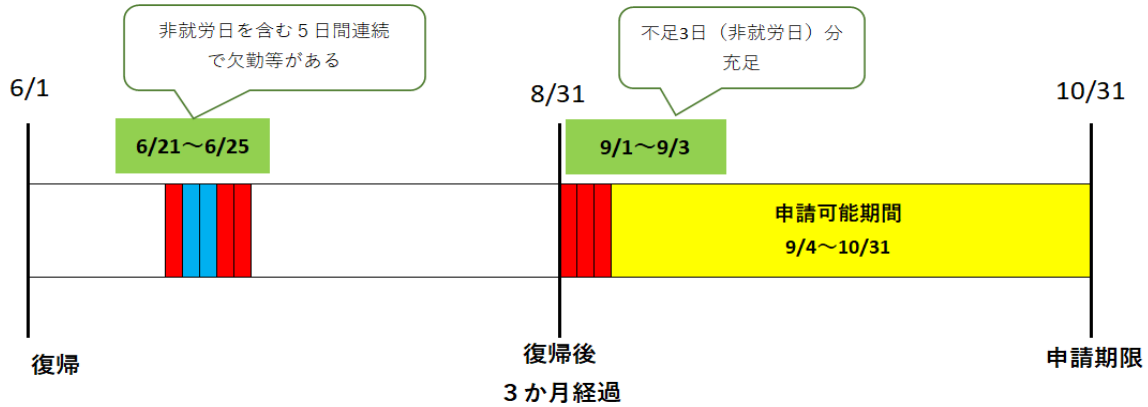 非就労日を含む５日間連続
で欠勤等がある
不足3日（非就労日）分
充足
6/1
8/31
10/31
6/21～6/25
9/1～9/3
申請可能期間
9/4～10/31
復帰
復帰後
３か月経過
申請期限